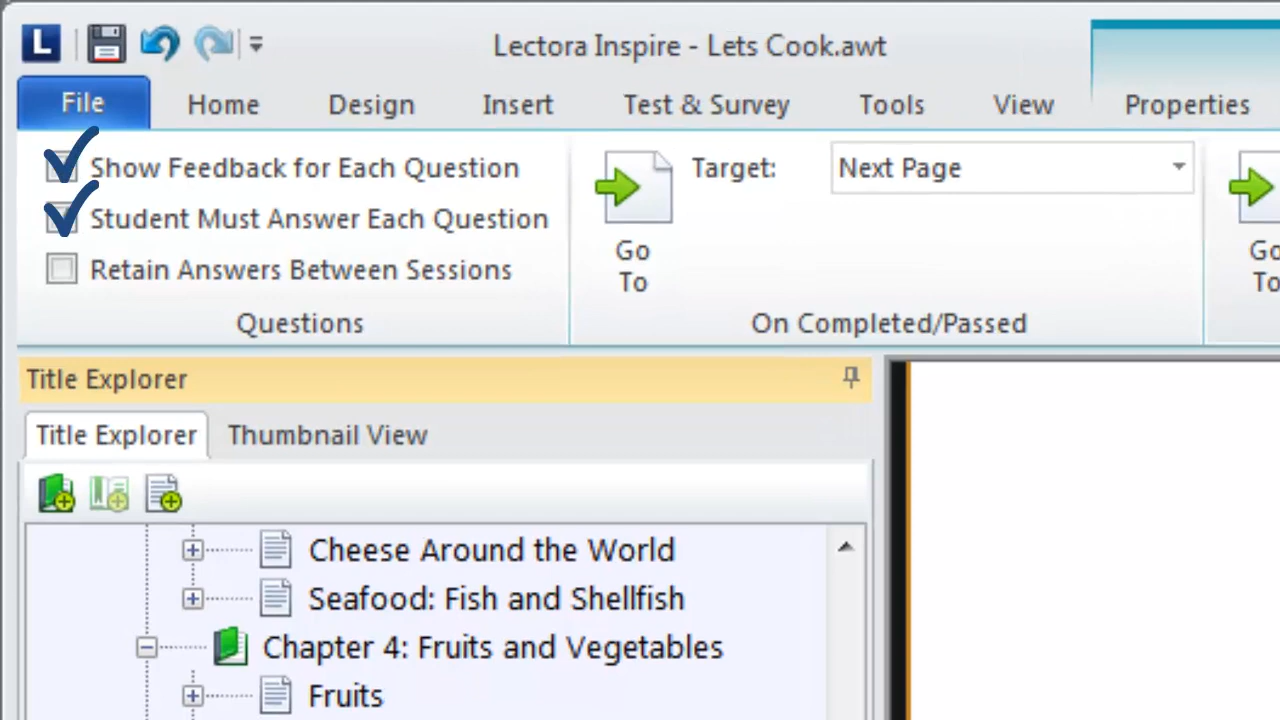 L
Lectora Inspire - Lets Cook.awt
File Home Design Insert Test & Survey Tools View Properties
Show Feedback for Each Question
Student Must Answer Each Question
Retain Answers Between Sessions
Questions
Go
To
Target: Next Page
On Completed/Passed
Go
To
Title Explorer
Title Explorer Thumbnail View
Cheese Around the World
Seafood: Fish and Shellfish
Chapter 4: Fruits and Vegetables
Fruits